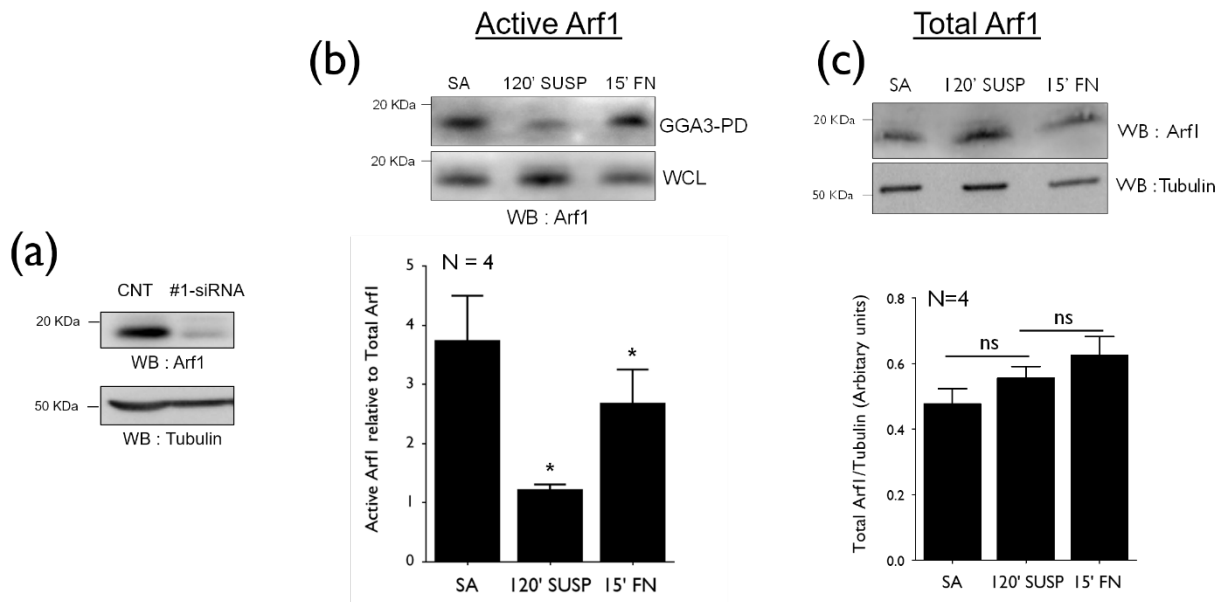 Active Arf1
Total Arf1
(b)
SA 120' SUSP 15' FN
20 KDa
GGA3-PD
20 KDa
WCL
WB : Arf1
(c)
SA 120' SUSP 15' FN
20 KDa
WB : Arf1
50 KDa
WB :Tubulin
(a)
CNT #1-siRNA
20 KDa
WB : Arf1
50 KDa
WB : Tubulin
N = 4
Active Arf1 relative to Total Arf1
5
4
3
2
1
0
*
*
SA 120' SUSP 15' FN
N=4
Total Arf1/Tubulin (Arbitary units)
0.8
0.6
0.4
0.2
0.0
ns
ns
SA 120' SUSP 15' FN